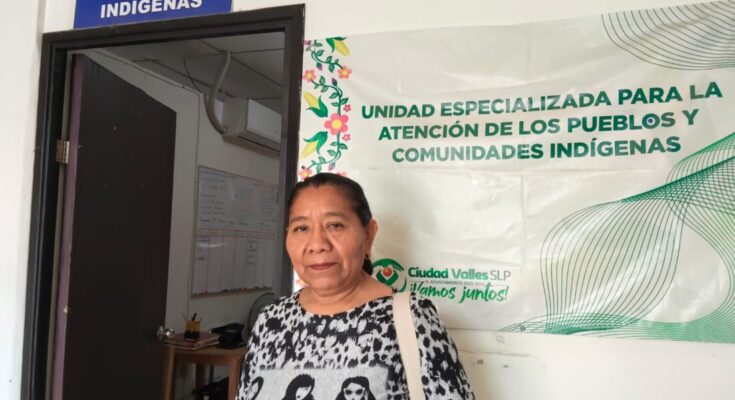 INDÍGENAS
UNIDAD ESPECIALIZADA PARA LA
ATENCIÓN DE LOS PUEBLOS Y
COMUNIDADES INDÍGENAS
Ciudad Valles SLP
¡Vamos juntos!